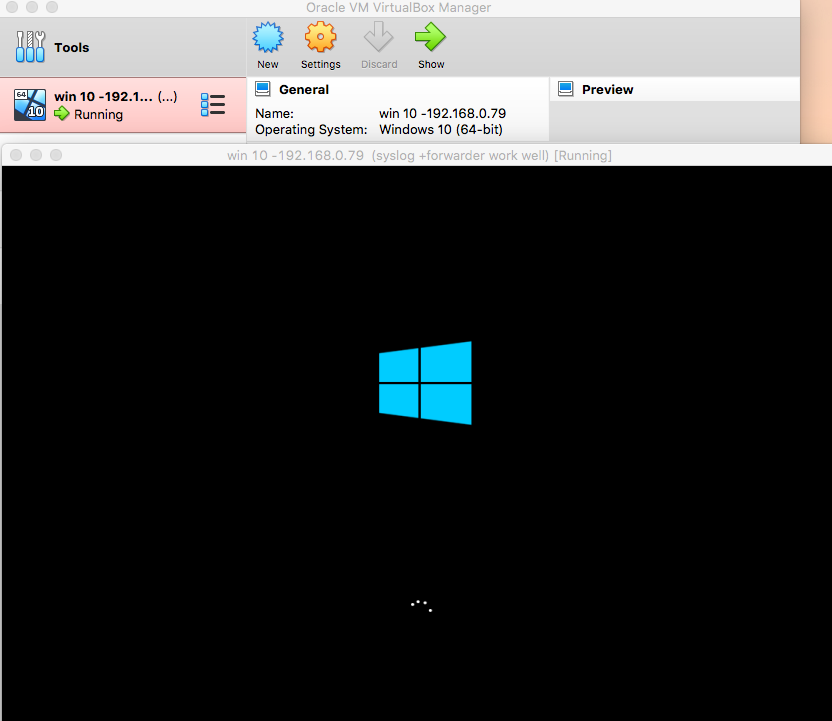 Oracle VM VirtualBox Manager
Tools
New
Settings
Discard
Show
64
10
win 10 -192.1... (...)
Running
General
Name: win 10 -192.168.0.79
Operating System: Windows 10 (64-bit)
Preview
win 10 -192.168.0.79 (syslog +forwarder work well) [Running]